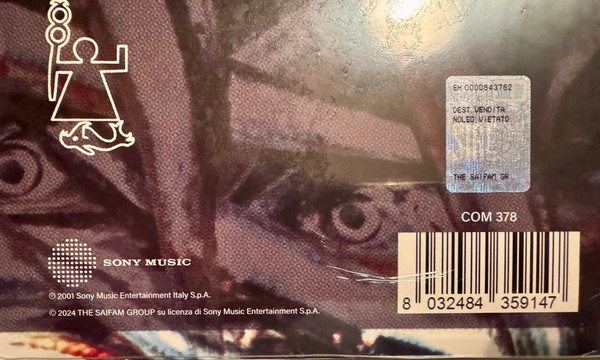 EH 0000843762
DEST.VENDITA
NOLEG.VIETATO
THE SAIFAM GR
COM 378
SONY MUSIC
8 032484 359147
℗ 2001 Sony Music Entertainment Italy S.p.A.
© 2024 THE SAIFAM GROUP su licenza di Sony Music Entertainment S.p.A.